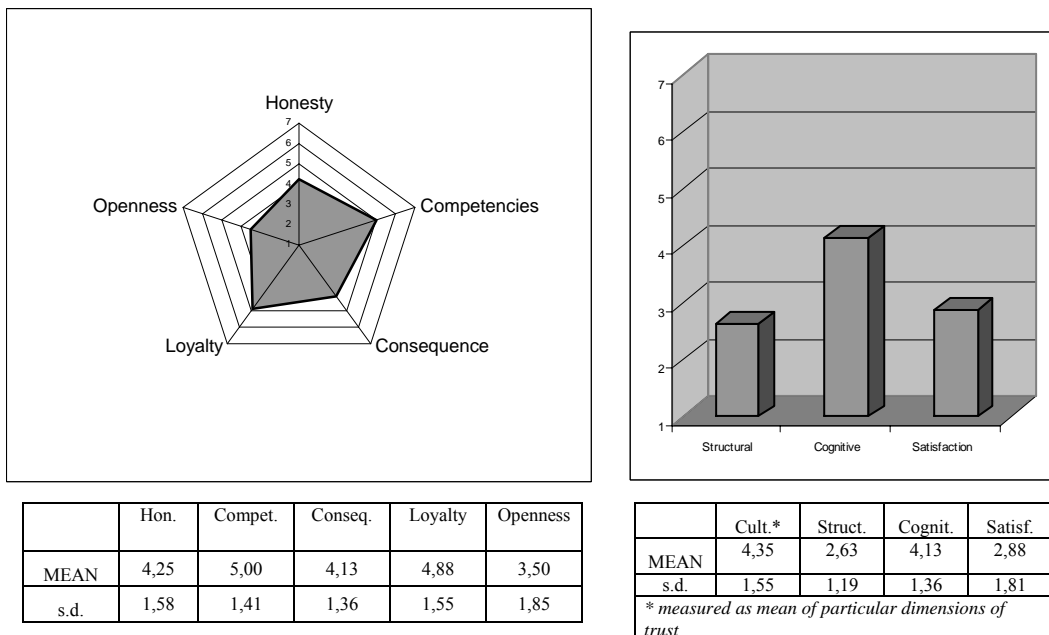 Honesty
7
6
5
4
3
2
1
Openness
Competencies
Loyalty
Consequence
7
6
5
4
3
2
1
Structural Cognitive Satisfaction
Hon. Compet. Conseq. Loyalty Openness
MEAN 4,25 5,00 4,13 4,88 3,50
s.d. 1,58 1,41 1,36 1,55 1,85
Cult.* Struct. Cognit. Satisf.
MEAN 4,35 2,63 4,13 2,88
s.d. 1,55 1,19 1,36 1,81
* measured as mean of particular dimensions of
trust